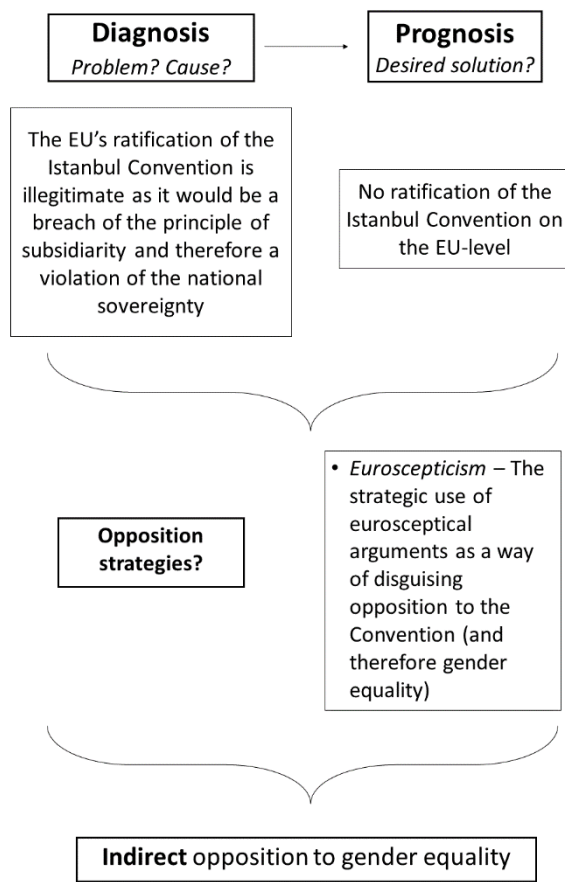 Diagnosis
Problem? Cause?
Prognosis
Desired solution?
The EU’s ratification of the
Istanbul Convention is
illegitimate as it would be a
breach of the principle of
subsidiarity and therefore a
violation of the national
sovereignty
No ratification of the
Istanbul Convention on
the EU-level
Opposition
strategies?
• Euroscepticism – The
strategic use of
eurosceptical
arguments as a way
of disguising
opposition to the
Convention (and
therefore gender
equality)
Indirect opposition to gender equality